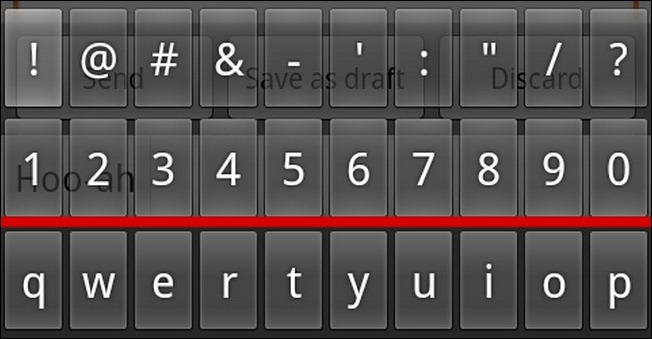 ! @ # & - ' : " / ?
Send Save as draft Discard
1 2 3 4 5 6 7 8 9 0
Hoo-ah
q w e r t y u i o p